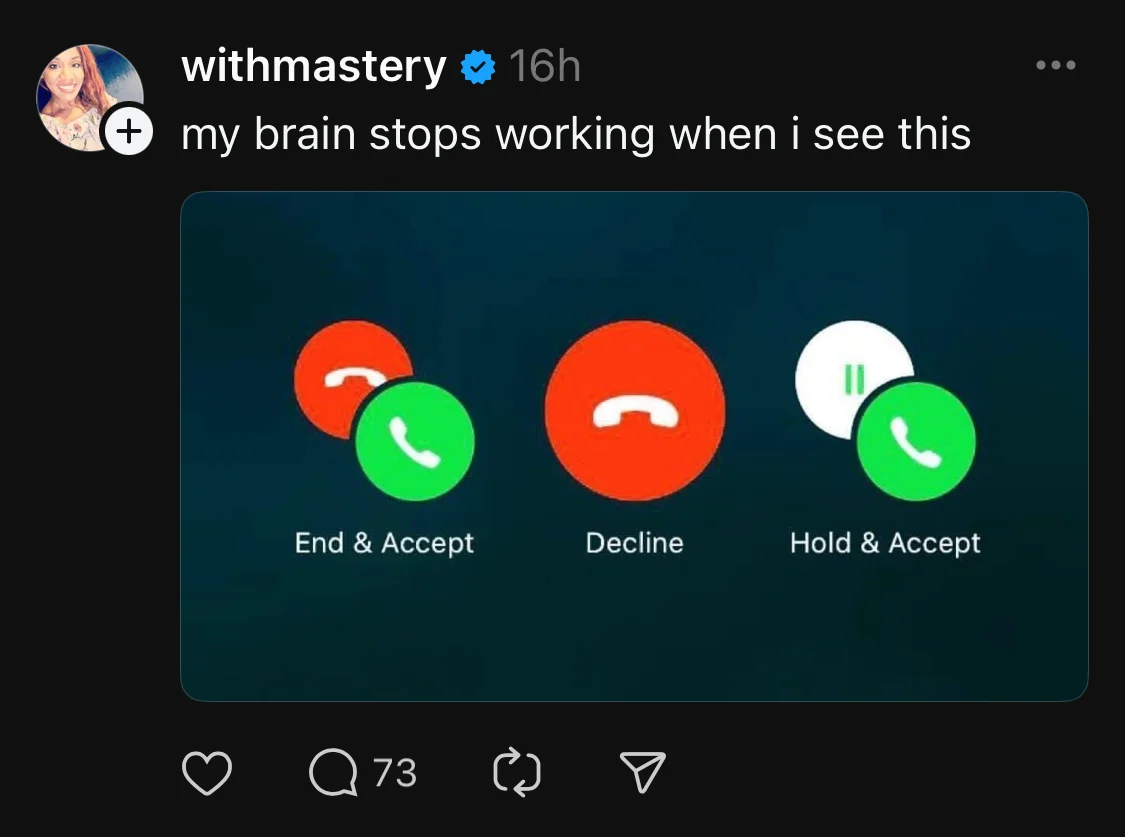 withmastery 16h
my brain stops working when i see this
End & Accept Decline Hold & Accept
73